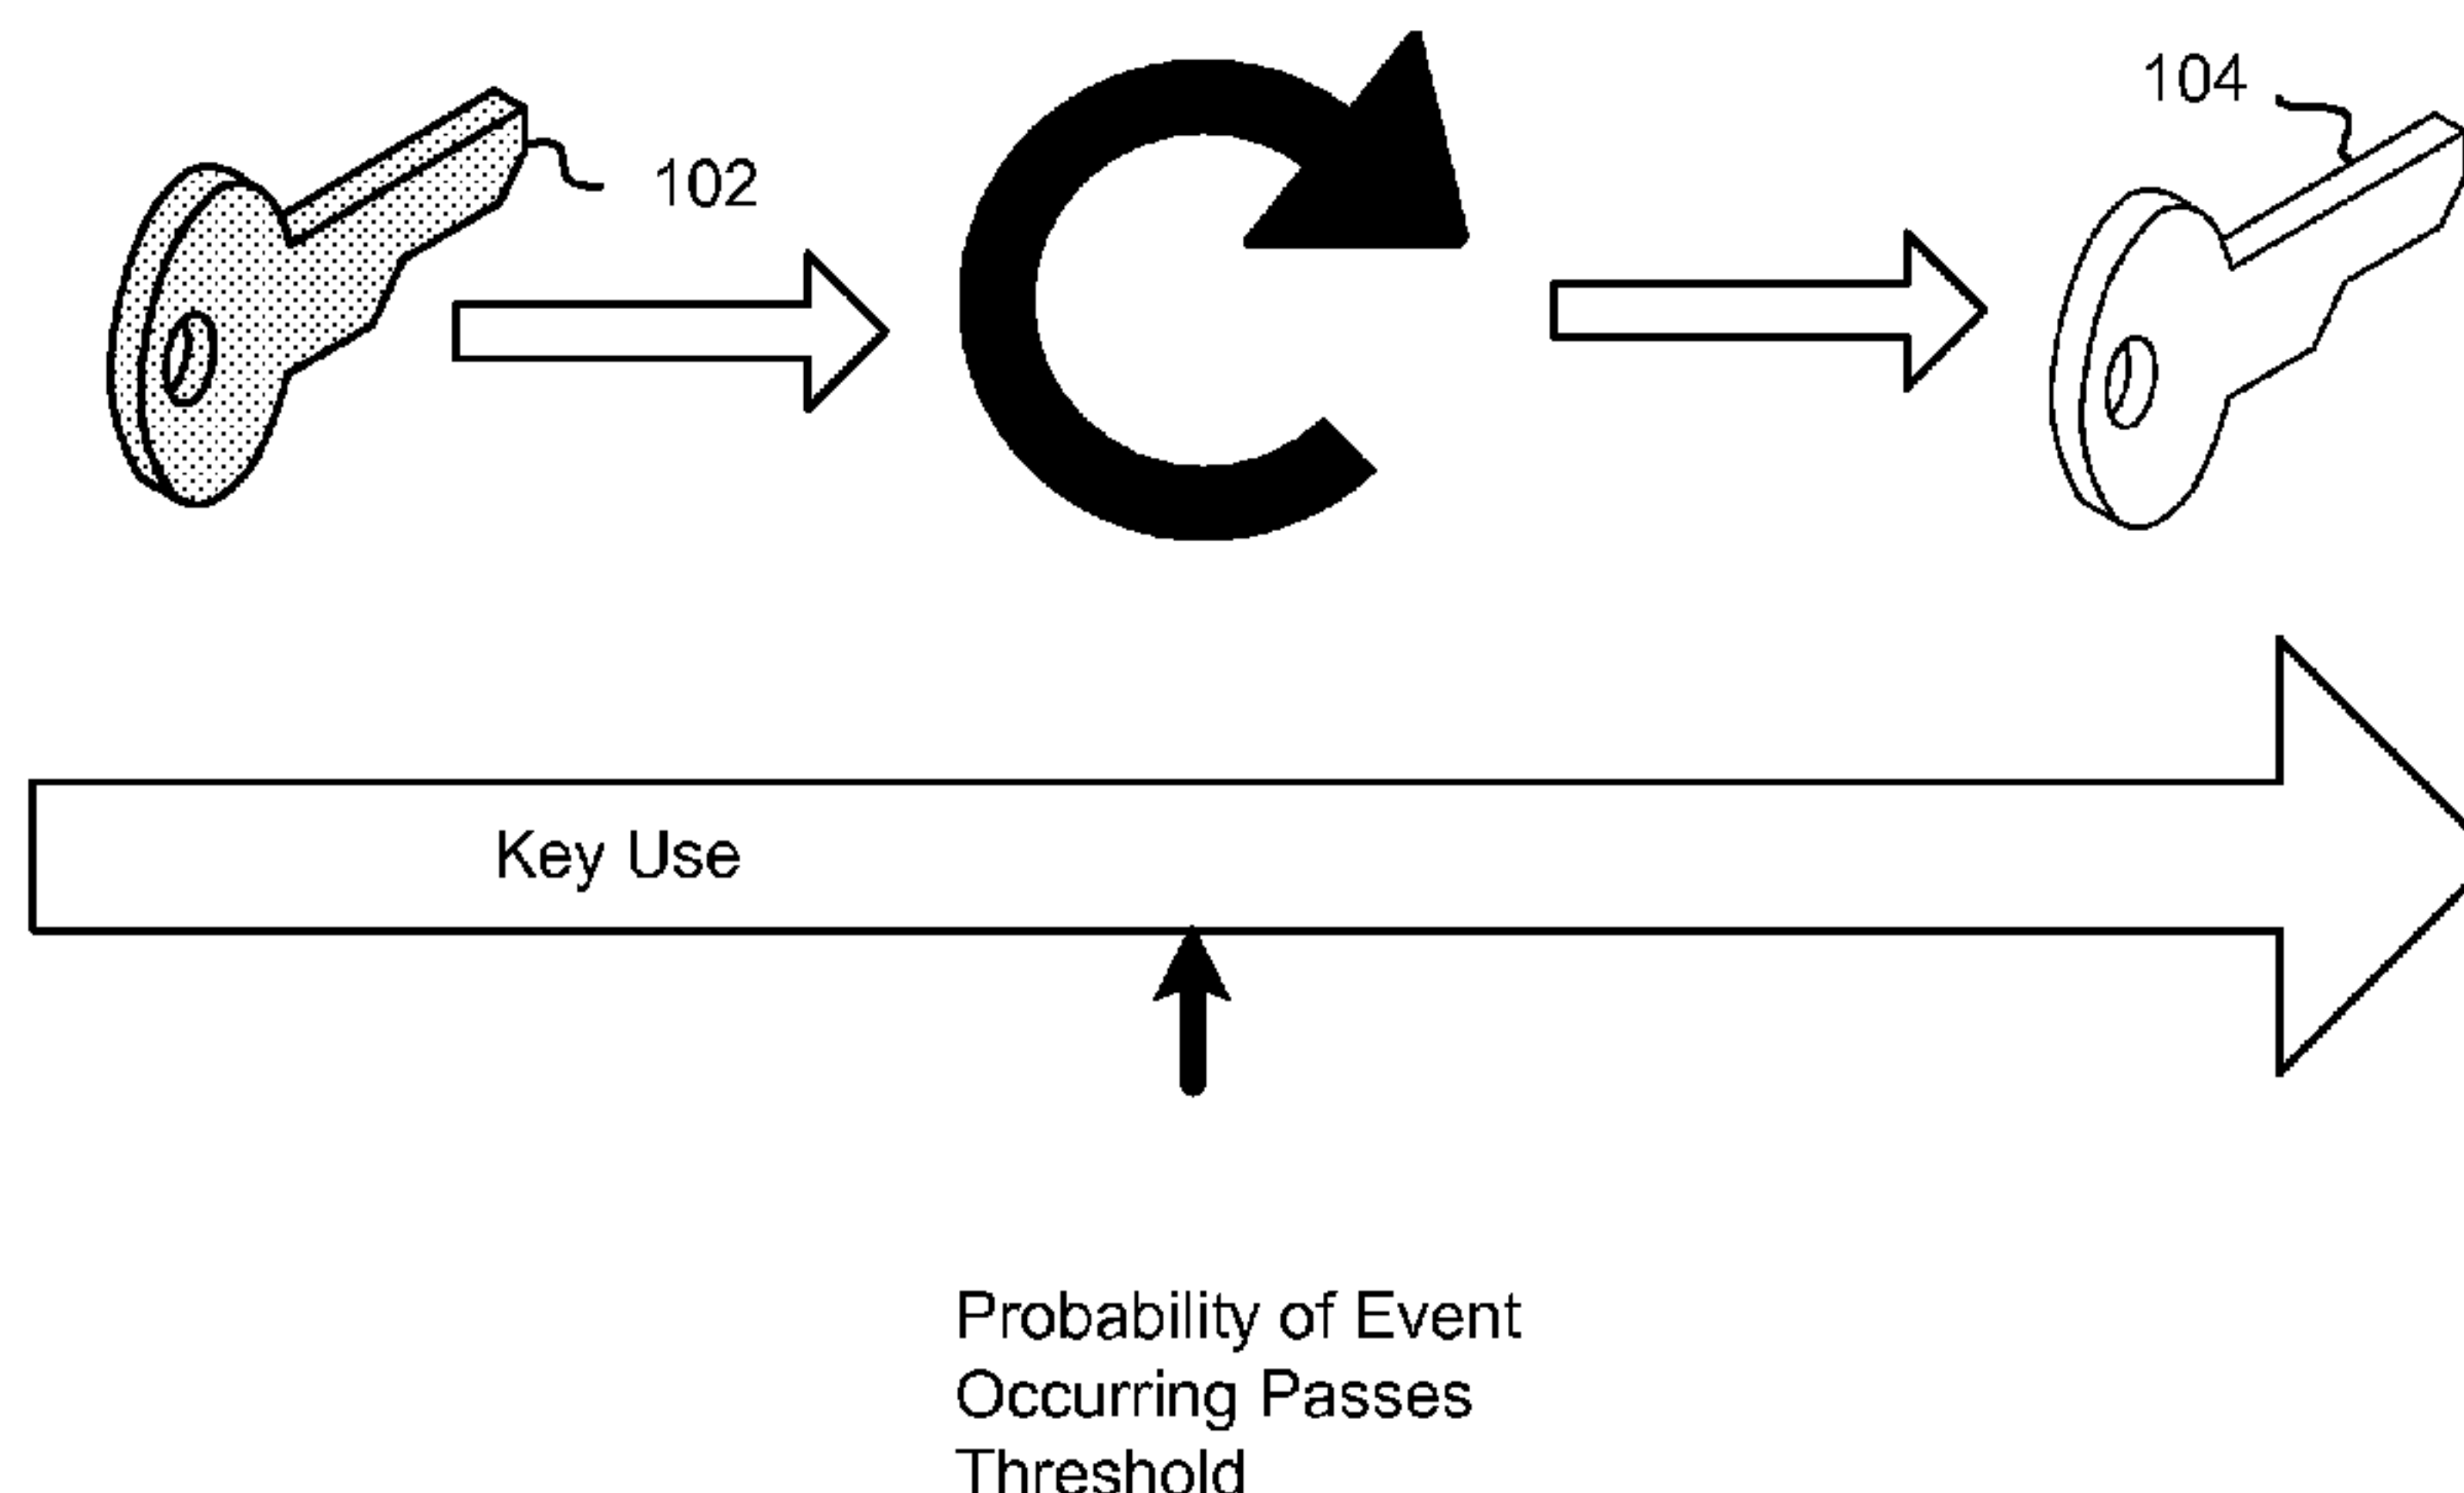 104
102
Key Use
Probability of Event
Occurring Passes
Threshold